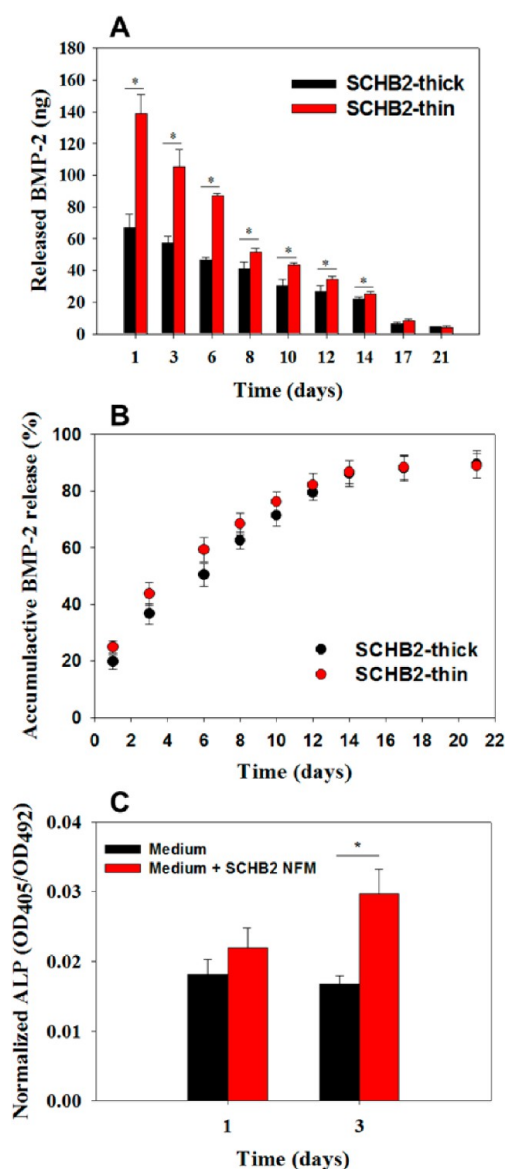 A
180
160
140
120
100
80
60
40
20
0
Released BMP-2 (ng)
SCHB2-thick
SCHB2-thin
*
*
*
*
*
*
*
1 3 6 8 10 12 14 17 21
Time (days)
B
100
80
60
40
20
0
Accumulactive BMP-2 release (%)
SCHB2-thick
SCHB2-thin
0 2 4 6 8 10 12 14 16 18 20 22
Time (days)
C
0.04
0.03
0.02
0.01
0.00
Normalized ALP (OD405/OD492)
Medium
Medium + SCHB2 NFM
*
1 3
Time (days)